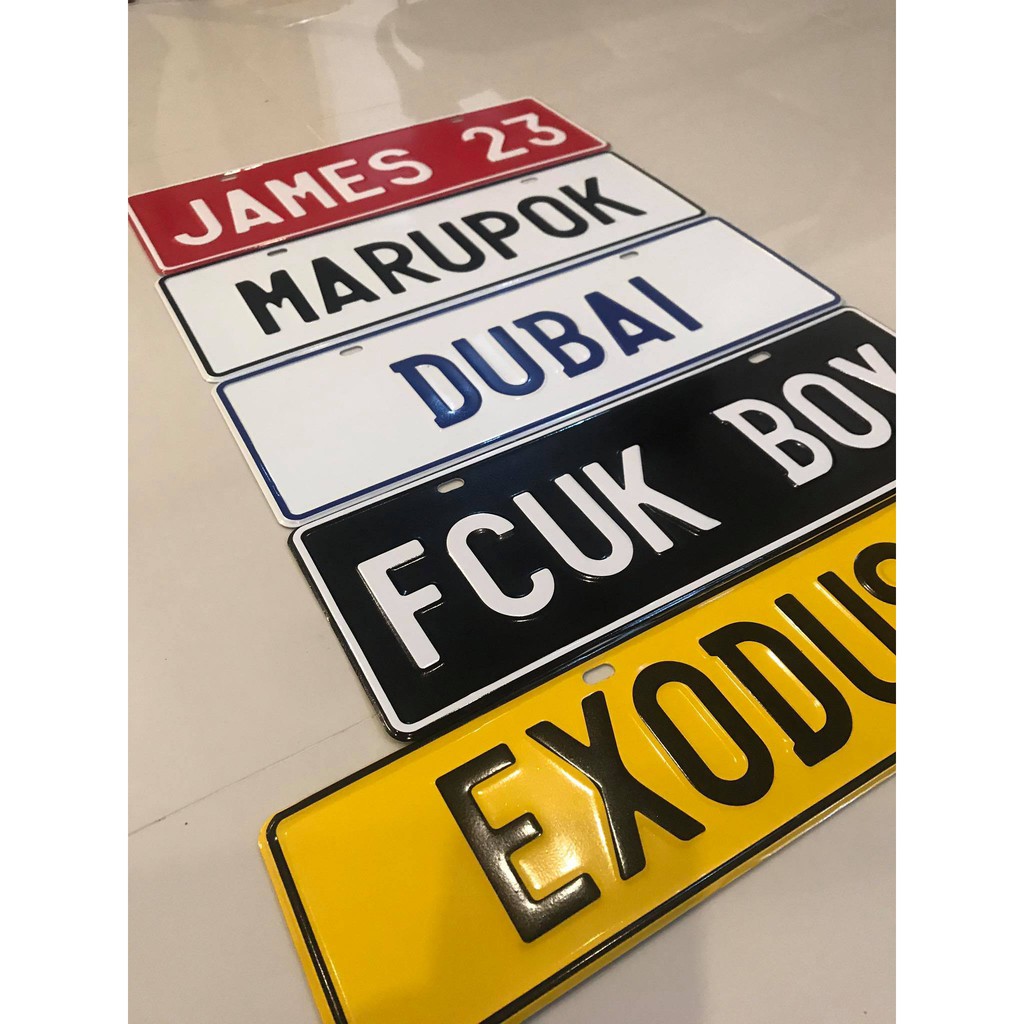 JAMES 23
MARUPOK
DUBAI
FCUK BOY
EXODUS